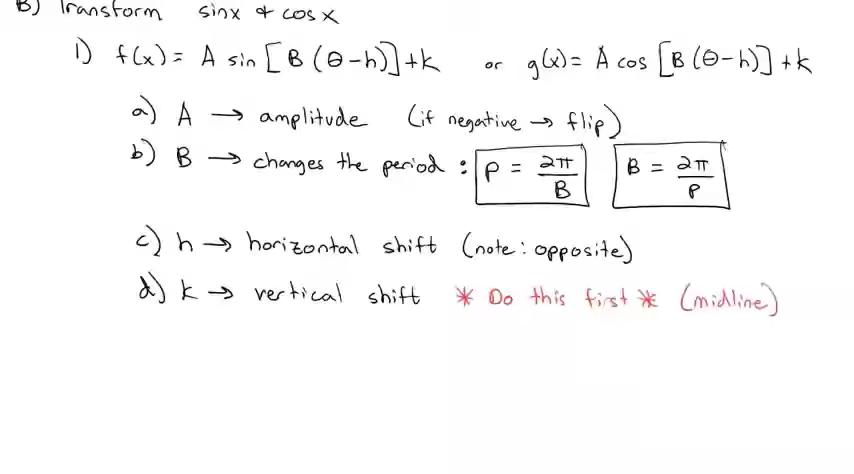 B) Transform sinx & cosx
1) f(x) = A sin [B(θ-h)]+k or g(x) = A cos [B(θ-h)]+k
a) A → amplitude (if negative → flip)
b) B → changes the period : P = 2π/B B = 2π/P
c) h → horizontal shift (note: opposite)
d) k → vertical shift * Do this first * (midline)